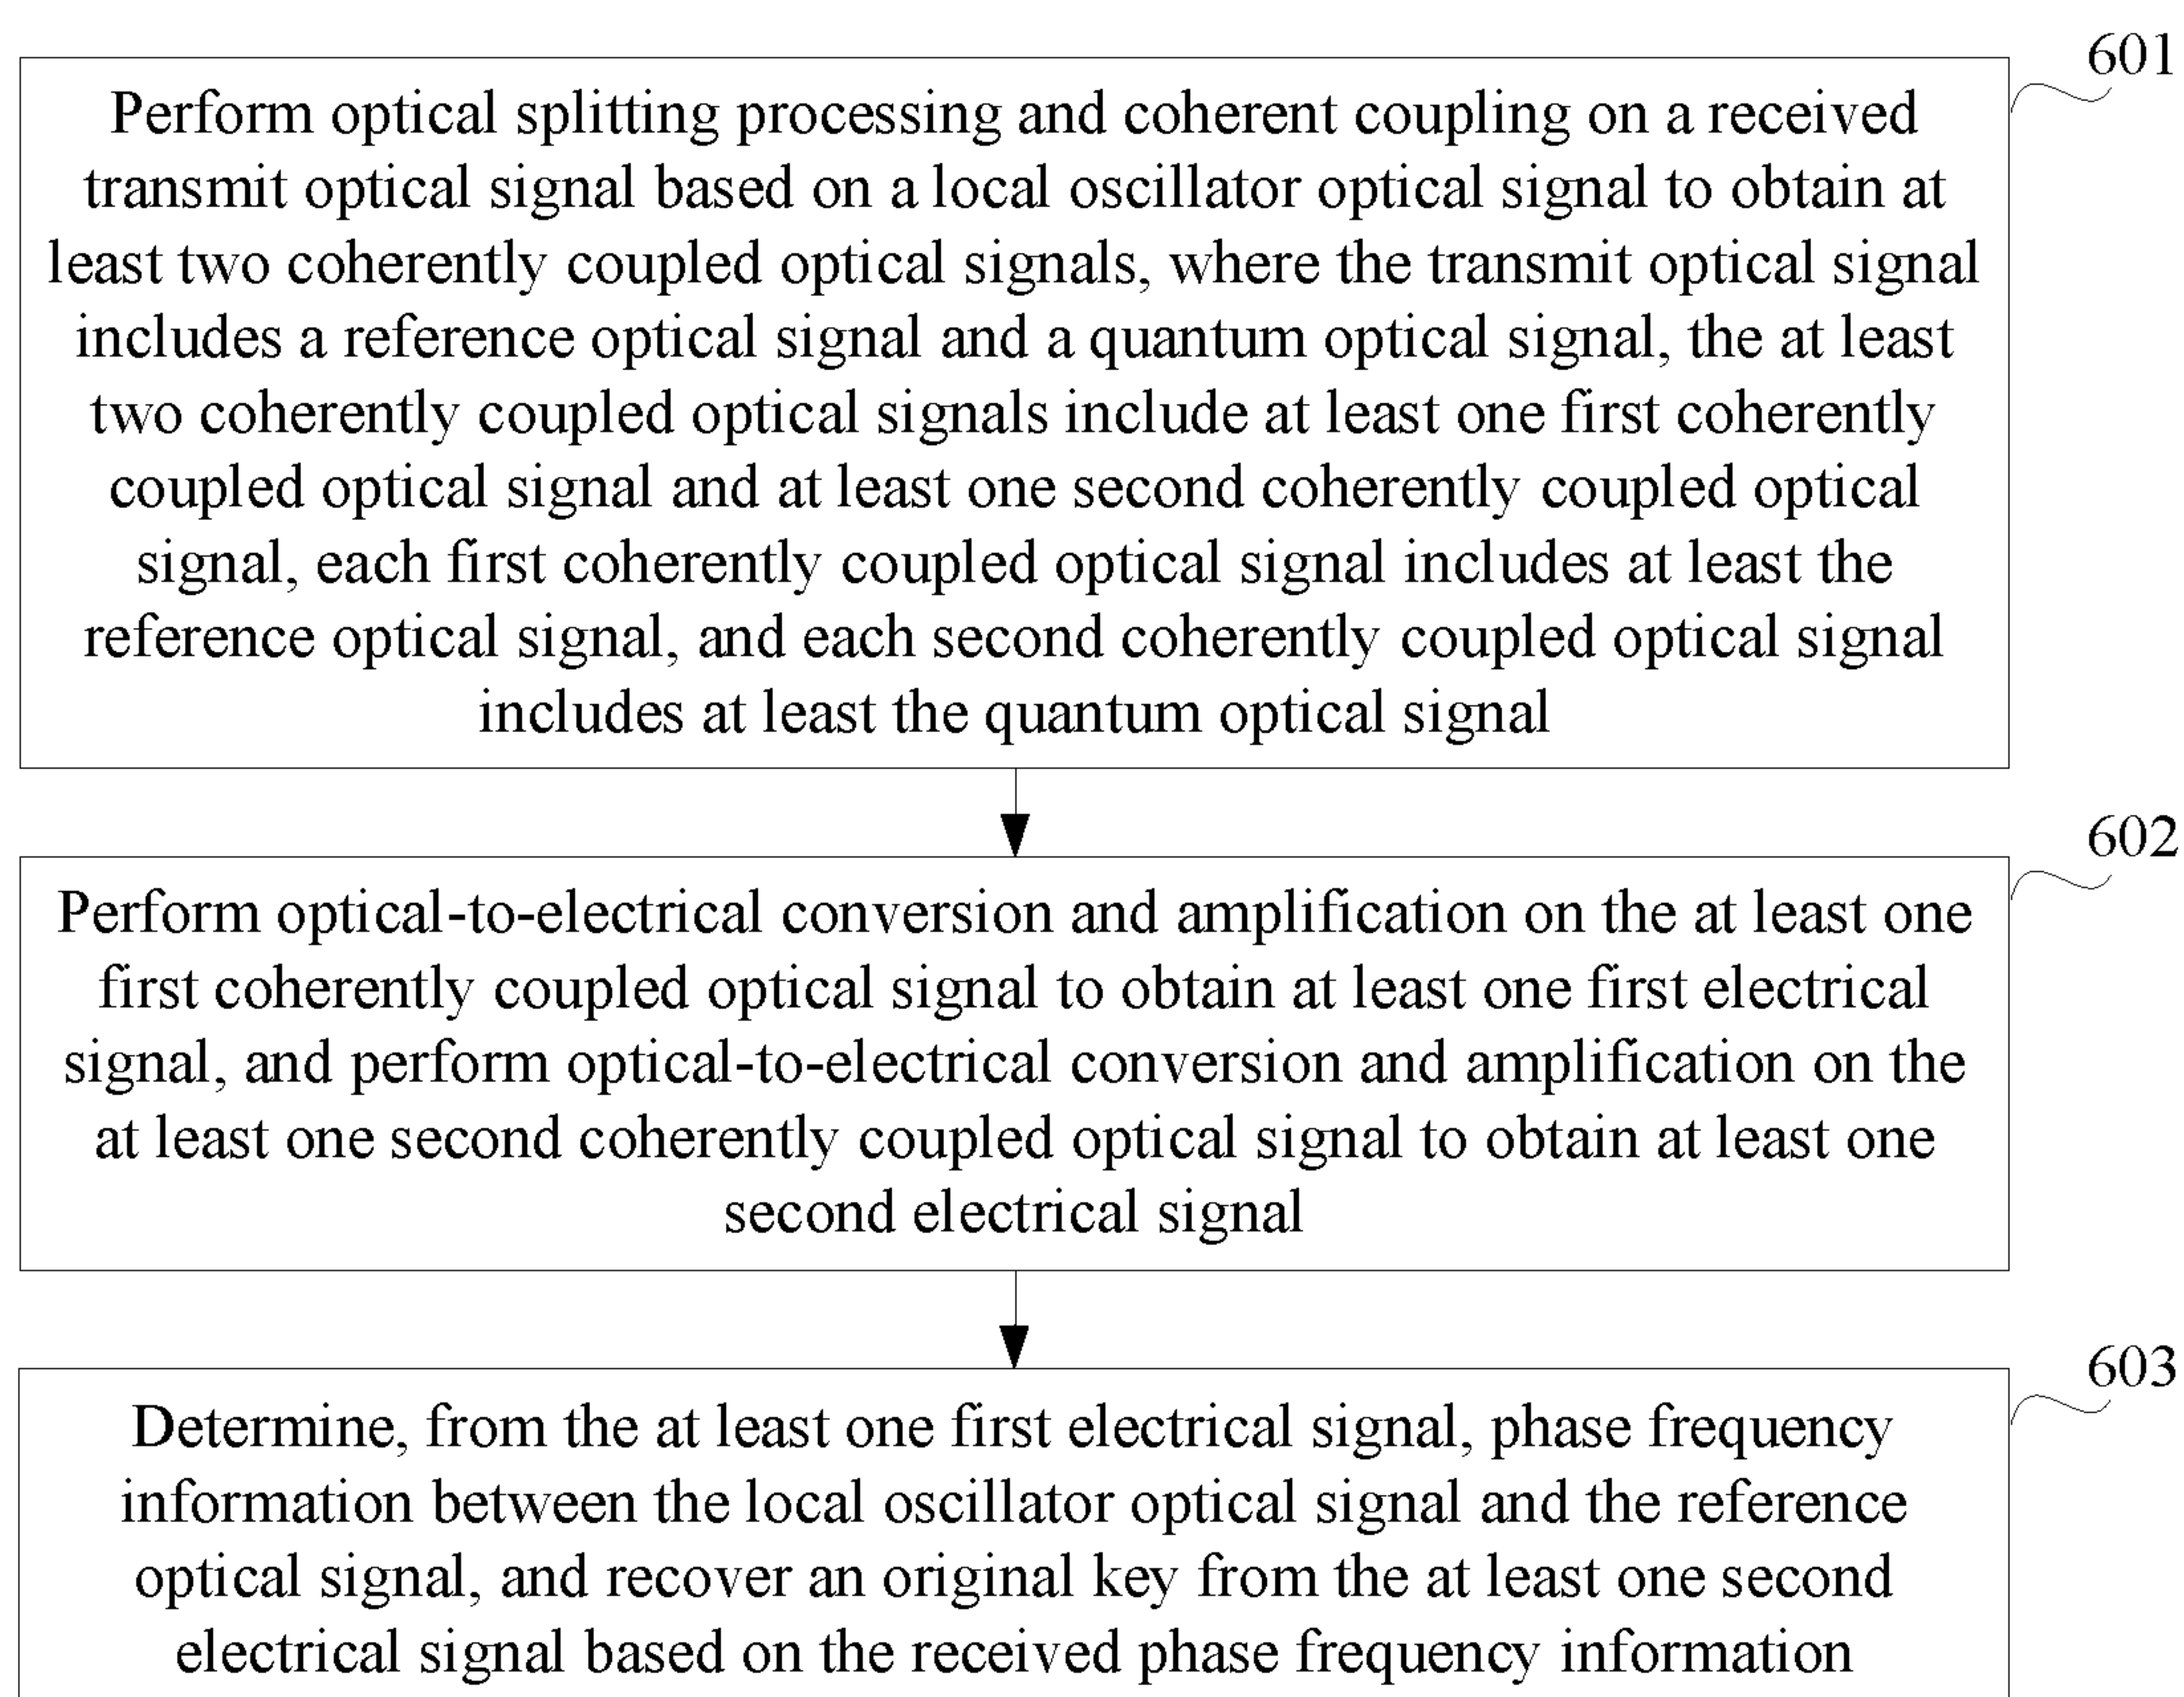 601
Perform optical splitting processing and coherent coupling on a received
transmit optical signal based on a local oscillator optical signal to obtain at
least two coherently coupled optical signals, where the transmit optical signal
includes a reference optical signal and a quantum optical signal, the at least
two coherently coupled optical signals include at least one first coherently
coupled optical signal and at least one second coherently coupled optical
signal, each first coherently coupled optical signal includes at least the
reference optical signal, and each second coherently coupled optical signal
includes at least the quantum optical signal
602
Perform optical-to-electrical conversion and amplification on the at least one
first coherently coupled optical signal to obtain at least one first electrical
signal, and perform optical-to-electrical conversion and amplification on the
at least one second coherently coupled optical signal to obtain at least one
second electrical signal
603
Determine, from the at least one first electrical signal, phase frequency
information between the local oscillator optical signal and the reference
optical signal, and recover an original key from the at least one second
electrical signal based on the received phase frequency information